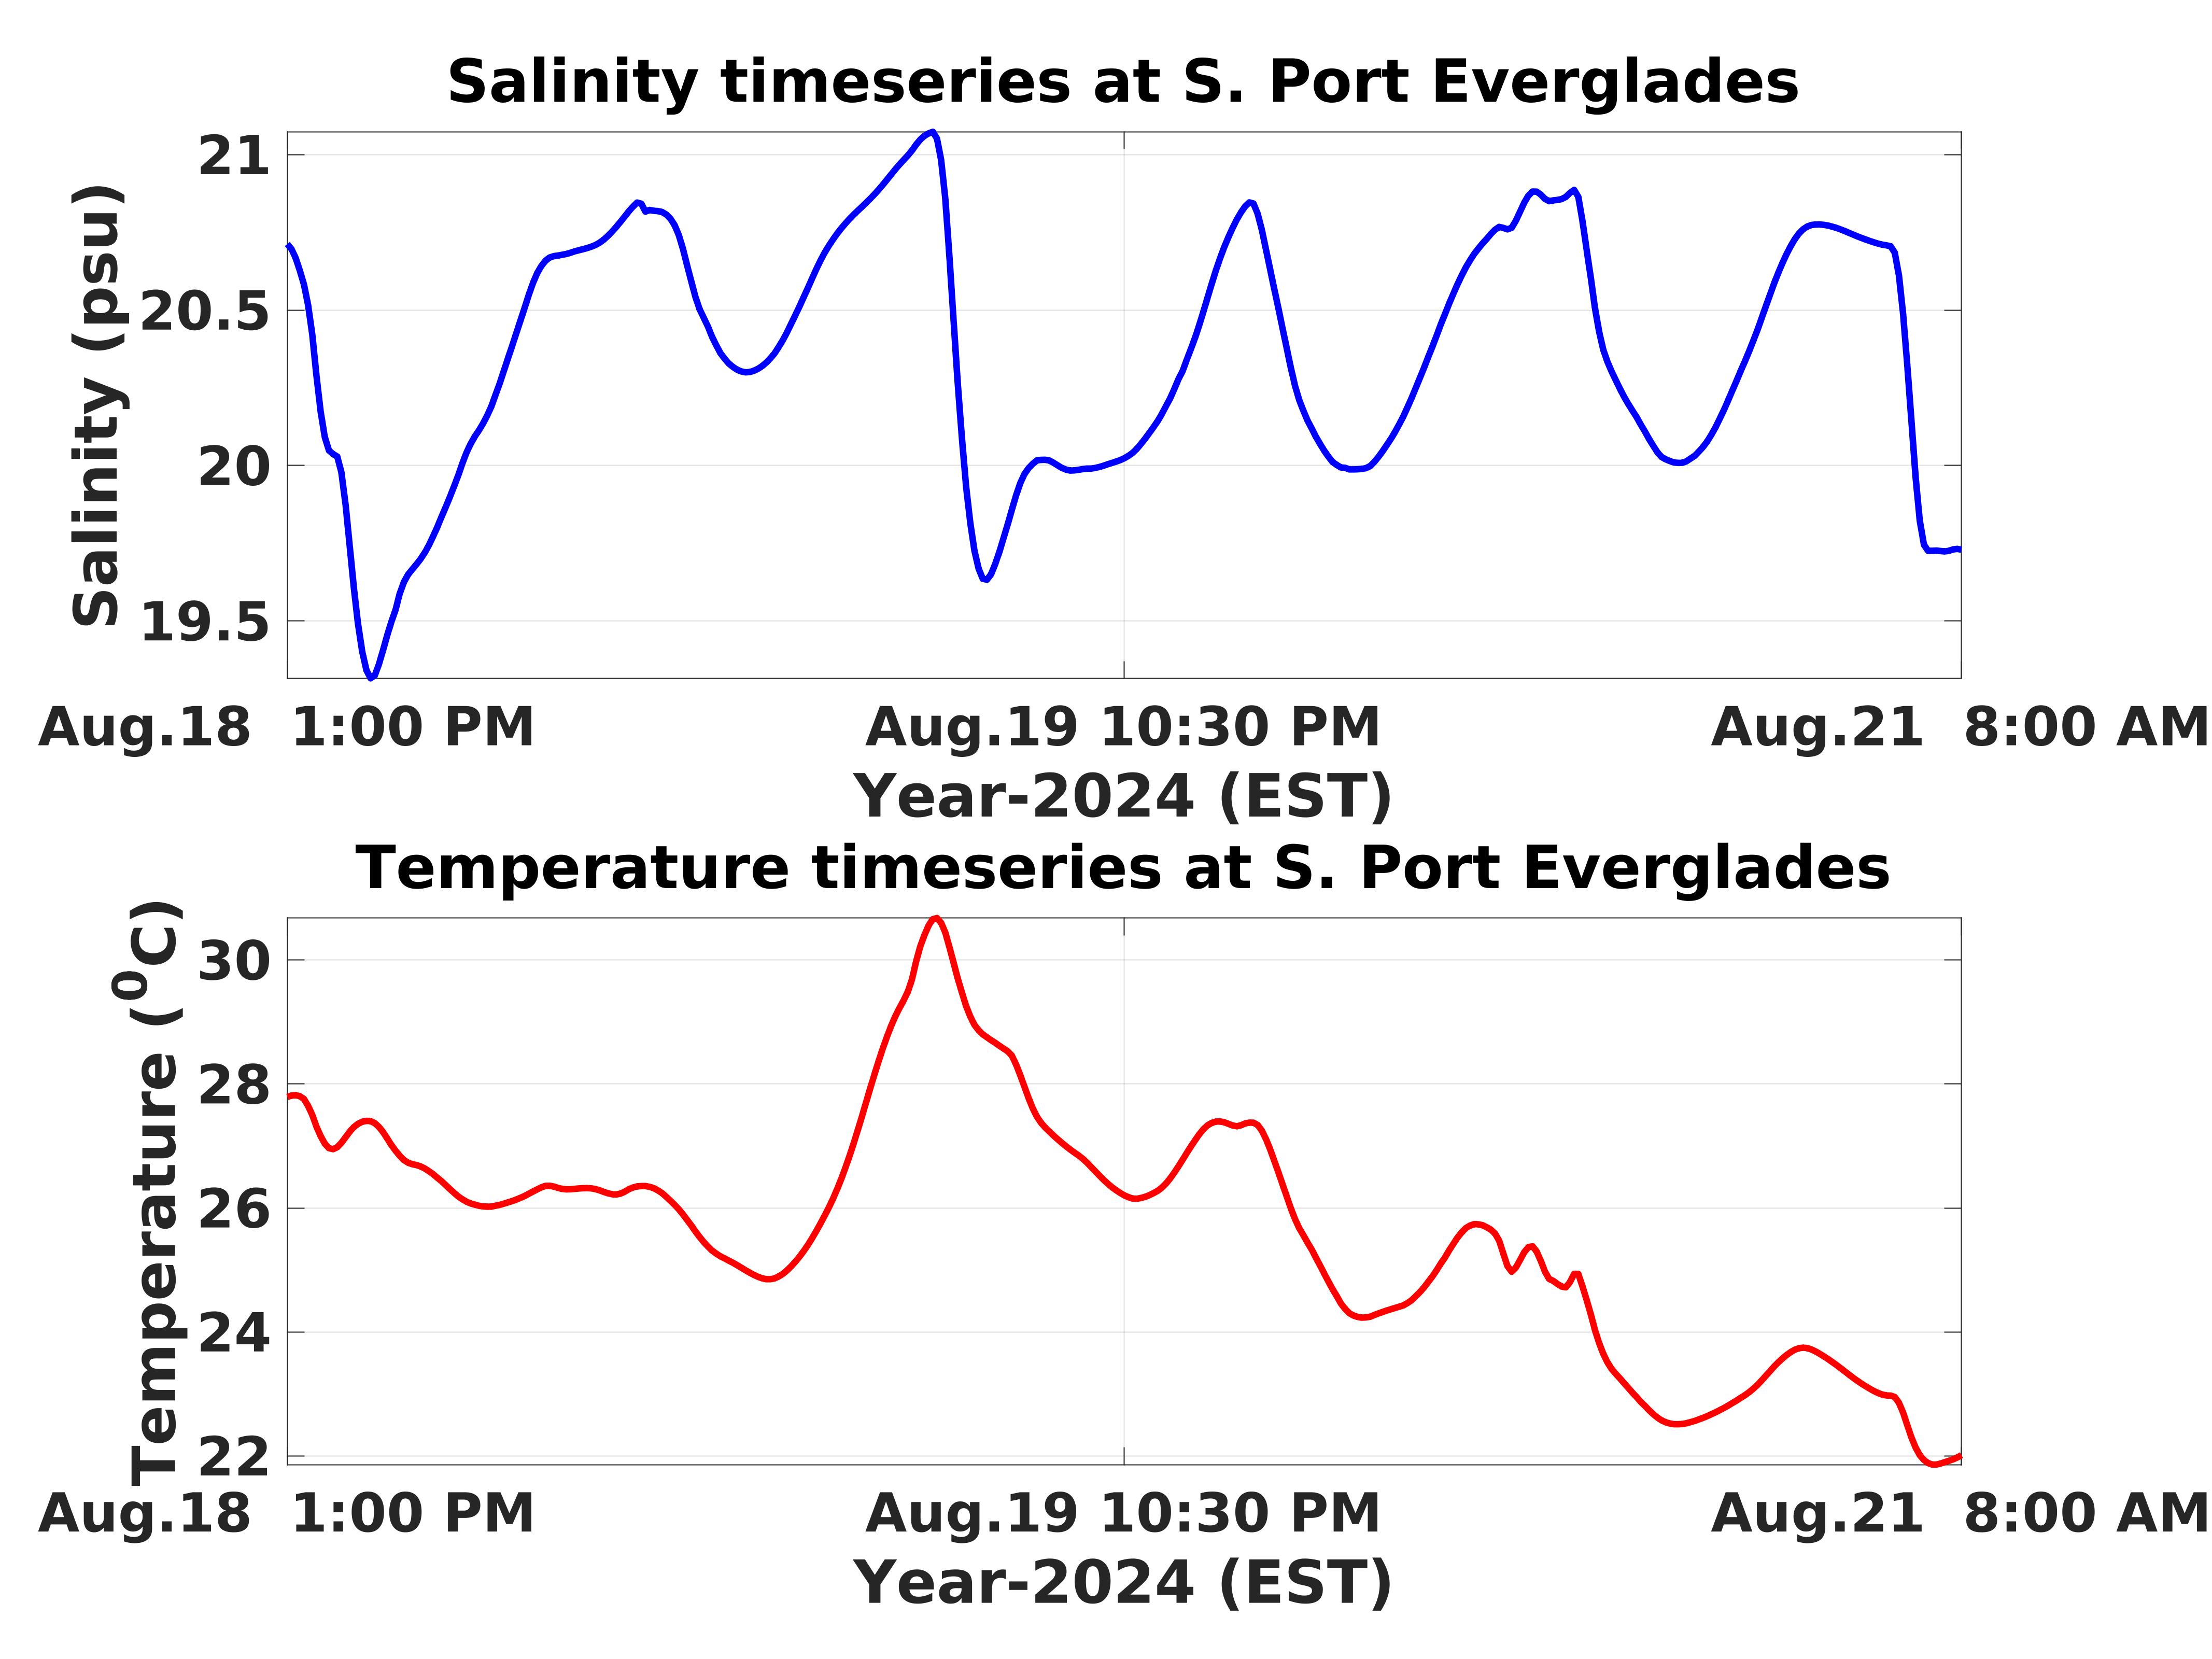 Salinity timeseries at S. Port Everglades
Salinity (psu)
21
20.5
20
19.5
Aug.18 1:00 PM
Aug.19 10:30 PM
Aug.21 8:00 AM
Year-2024 (EST)
Temperature timeseries at S. Port Everglades
Temperature (⁰C)
30
28
26
24
22
Aug.18 1:00 PM
Aug.19 10:30 PM
Aug.21 8:00 AM
Year-2024 (EST)